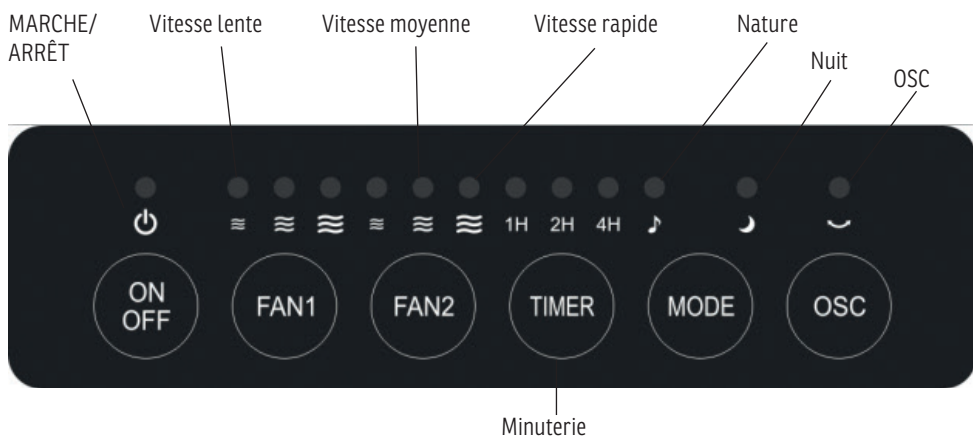 MARCHE/
ARRÊT
Vitesse lente
Vitesse moyenne
Vitesse rapide
Nature
Nuit
OSC
1H 2H 4H
ON
OFF
FAN1
FAN2
TIMER
MODE
OSC
Minuterie